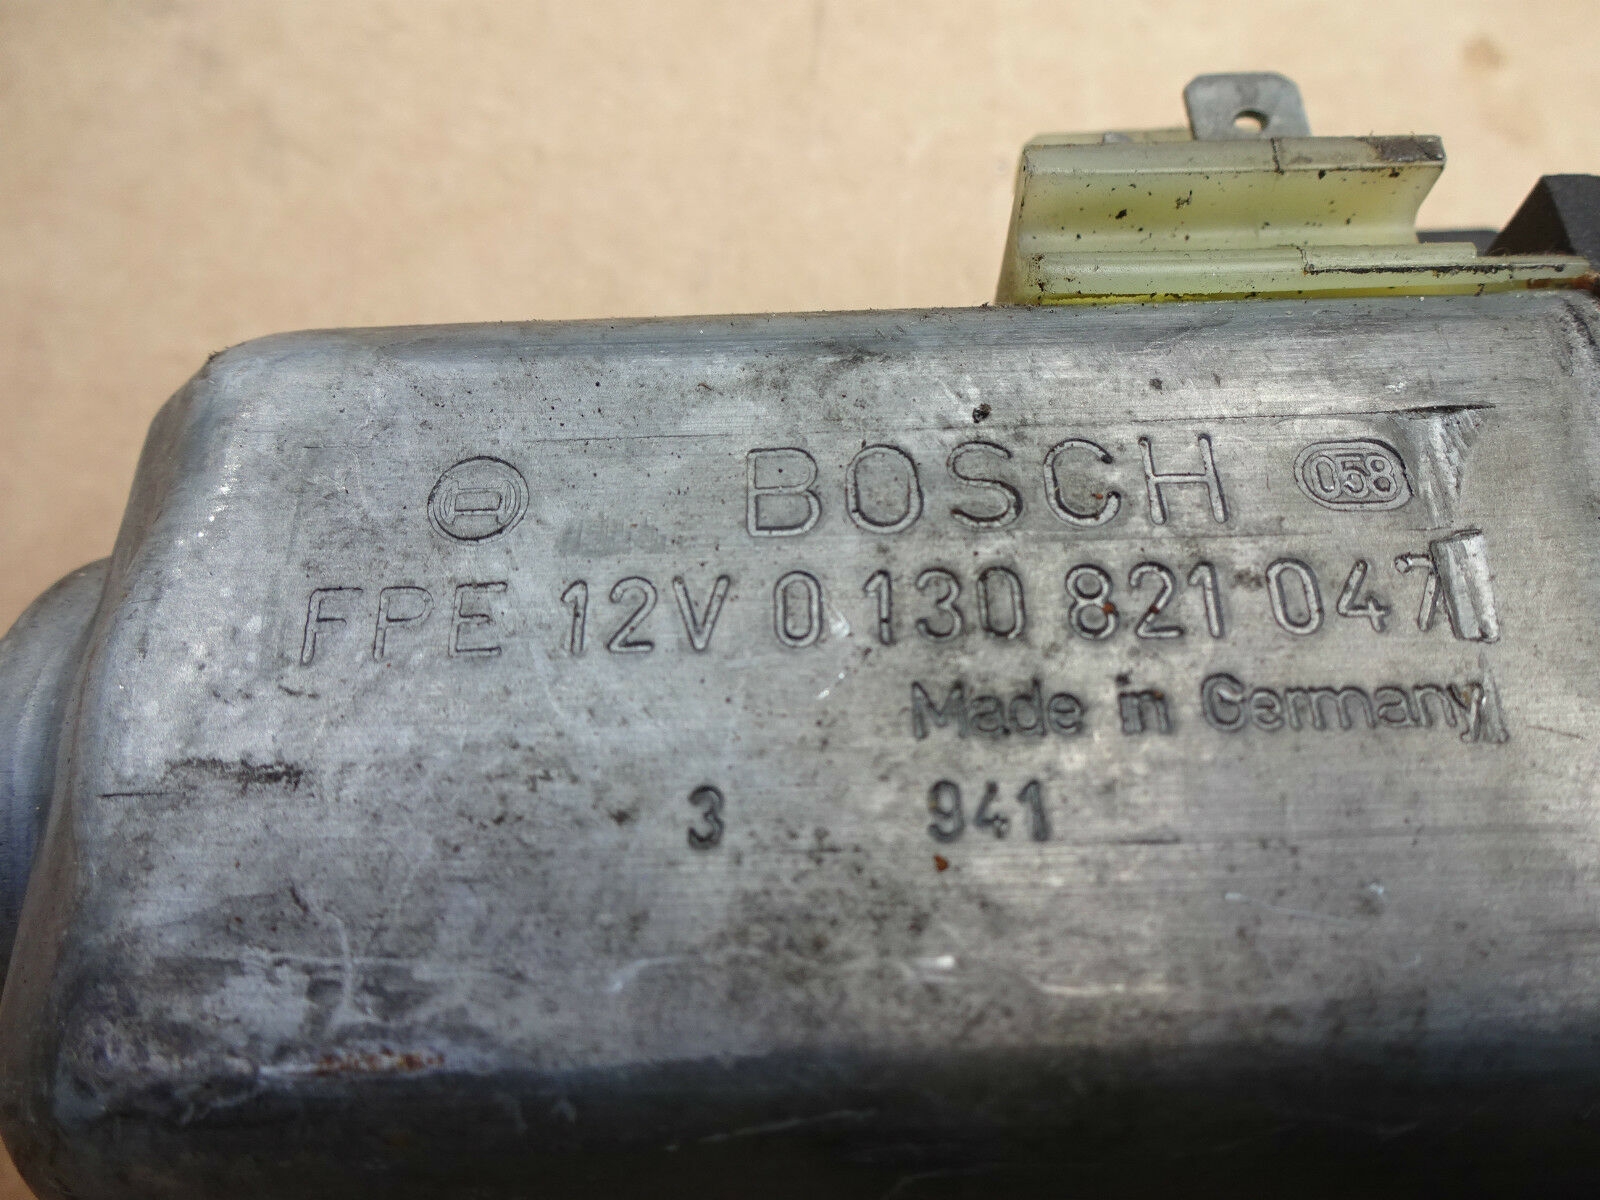 BOSCH 058
FPE 12V 0 130 821 047
Made in Germany
3 941